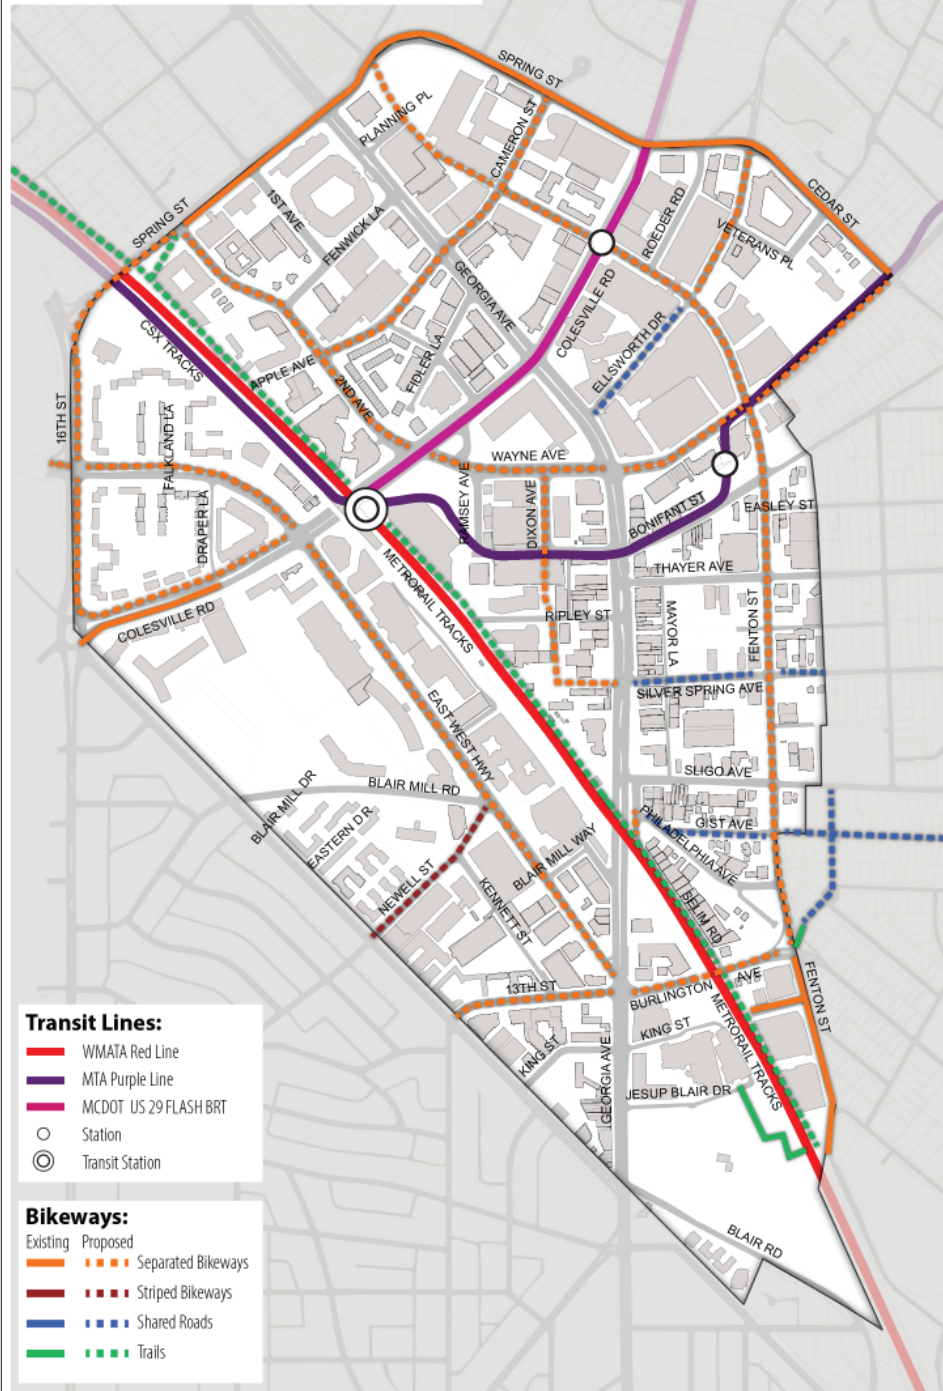 SPRING ST
PLANNING PL
CAMERON ST
1ST AVE
FENWICK LA
SPRING ST
ROEDER RD
CEDAR ST
VETERANS PL
GEORGIA AVE
COLESVILLE RD
CSX TRACKS
APPLE AVE
FIDLER LA
ELLSWORTH DR
2ND AVE
16TH ST
FALKLAND LA
WAYNE AVE
DRAPER LA
RAMSEY AVE
DIXON AVE
BONIFANT ST
EASLEY ST
METRORAIL TRACKS
THAYER AVE
COLESVILLE RD
RIPLEY ST
MAYOR LA
FENTON ST
SILVER SPRING AVE
EAST WEST HWY
SLIGO AVE
BLAIR MILL DR
BLAIR MILL RD
EASTERN DR
PHILADELPHIA AVE
GIST AVE
BLAIR MILL WAY
NEWELL ST
KENNETT ST
SELIM RD
13TH ST
BURLINGTON AVE
FENTON ST
METRORAIL TRACKS
KING ST
KING ST
GEORGIA AVE
JESUP BLAIR DR
BLAIR RD
Transit Lines:
WMATA Red Line
MTA Purple Line
MCDOT US 29 FLASH BRT
Station
Transit Station
Bikeways:
Existing Proposed
Separated Bikeways
Striped Bikeways
Shared Roads
Trails